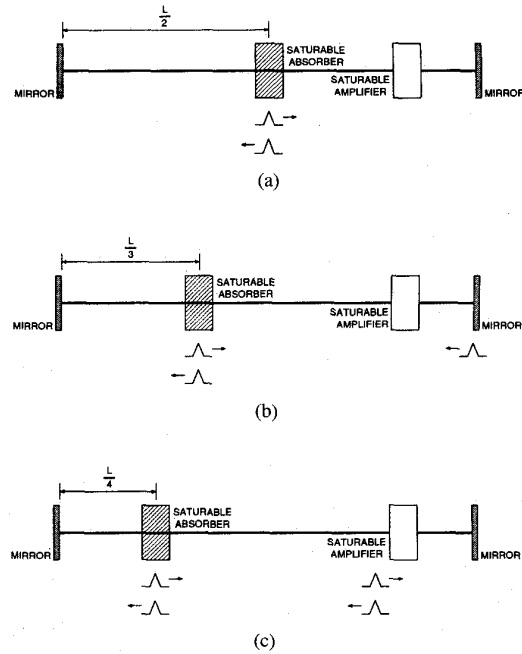 L
2
SATURABLE
ABSORBER
SATURABLE
AMPLIFIER
MIRROR
MIRROR
(a)
L
3
SATURABLE
ABSORBER
SATURABLE
AMPLIFIER
MIRROR
MIRROR
(b)
L
4
SATURABLE
ABSORBER
SATURABLE
AMPLIFIER
MIRROR
MIRROR
(c)